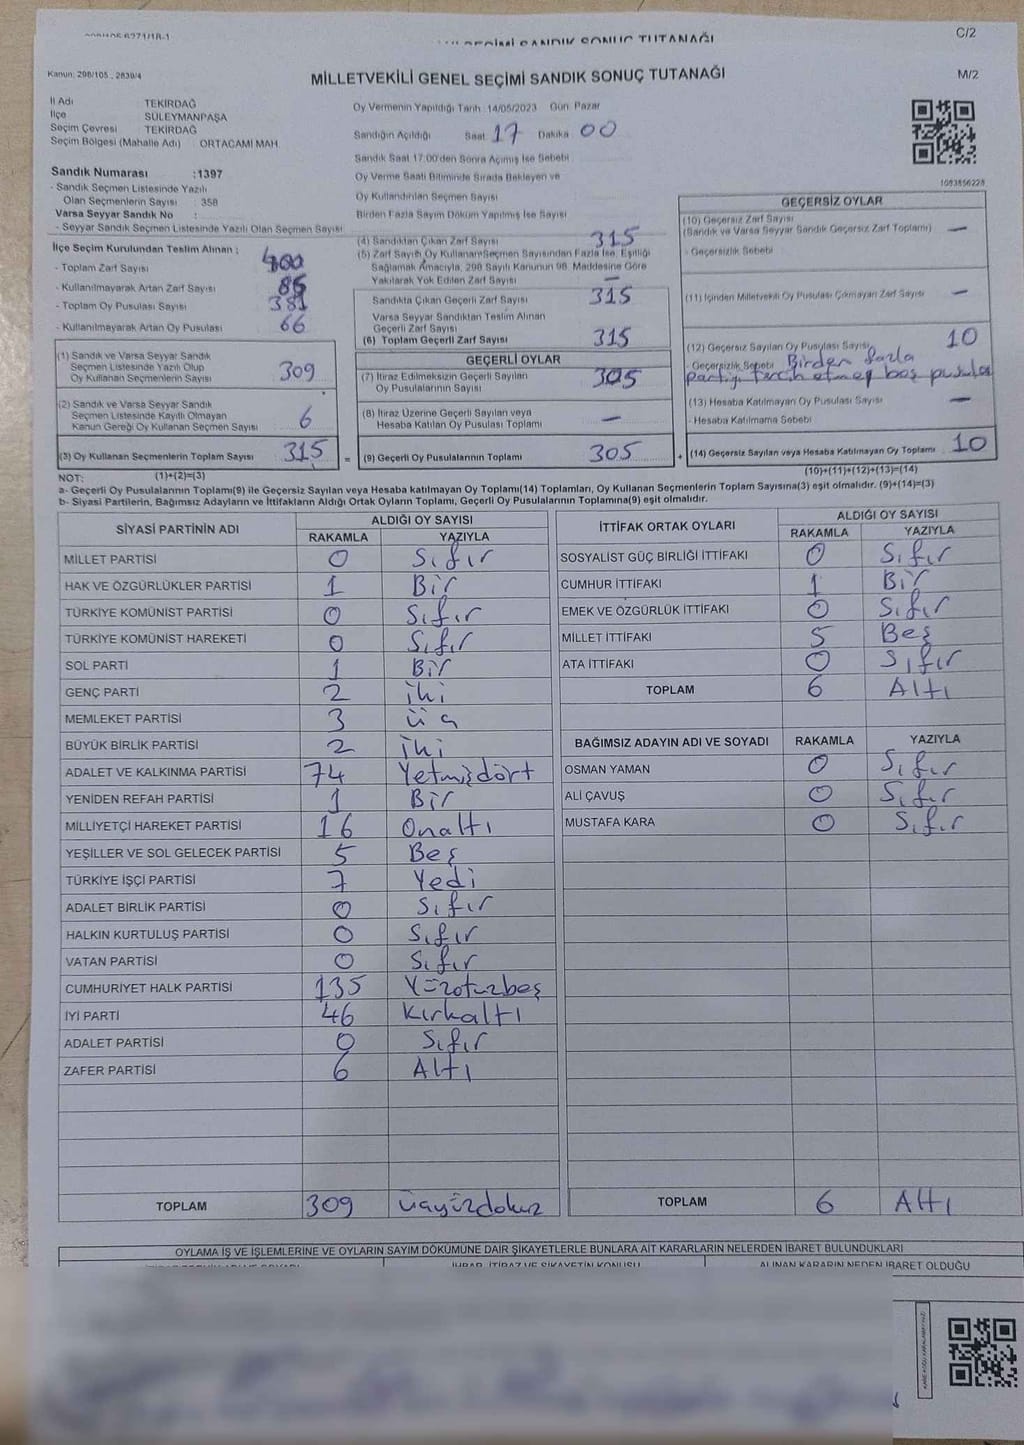 MİLLETVEKİLİ GENEL SEÇİMİ SANDIK SONUÇ TUTANAĞI
C/2
M/2
Kanun: 298/105 , 2839/4
İl Adı TEKİRDAĞ
İlçe SÜLEYMANPAŞA
Seçim Çevresi TEKİRDAĞ
Seçim Bölgesi (Mahalle Adı) ORTACAMİ MAH
Sandık Numarası :1397
- Sandık Seçmen Listesinde Yazılı
Olan Seçmenlerin Sayısı : 358
Varsa Seyyar Sandık No :
- Seyyar Sandık Seçmen Listesinde Yazılı Olan Seçmen Sayısı
Oy Vermenin Yapıldığı Tarih 14/05/2023 Gün: Pazar
Sandığın Açıldığı Saat 17 Dakika 00
Sandık Saat 17:00'den Sonra Açımış İse Sebebi
Oy Verme Saati Bitiminde Sırada Bekleyen ve
Oy Kullandırılan Seçmen Sayısı
Birden Fazla Sayım Döküm Yapılmış İse Sayısı
1093856228
İlçe Seçim Kurulundan Teslim Alınan :
- Toplam Zarf Sayısı 400
- Kullanılmayarak Artan Zarf Sayısı 85
- Toplam Oy Pusulası Sayısı 381
- Kullanılmayarak Artan Oy Pusulası 66
(1) Sandık ve Varsa Seyyar Sandık
Seçmen Listesinde Yazılı Olup
Oy Kullanan Seçmenlerin Sayısı 309
(2) Sandık ve Varsa Seyyar Sandık
Seçmen Listesinde Kayıtlı Olmayan
Kanun Gereği Oy Kullanan Seçmen Sayısı 6
(3) Oy Kullanan Seçmenlerin Toplam Sayısı 315 =
(4) Sandıktan Çıkan Zarf Sayısı 315
(5) Zarf Sayısı Oy Kullanan Seçmen Sayısından Fazla İse, Eşitliği
Sağlamak Amacıyla, 298 Sayılı Kanunun 98. Maddesine Göre
Yakılarak Yok Edilen Zarf Sayısı —
Sandıkta Çıkan Geçerli Zarf Sayısı 315
Varsa Seyyar Sandıktan Teslim Alınan
Geçerli Zarf Sayısı
(6) Toplam Geçerli Zarf Sayısı 315
GEÇERLİ OYLAR
(7) İtiraz Edilmeksizin Geçerli Sayılan
Oy Pusulalarının Sayısı 305
(8) İtiraz Üzerine Geçerli Sayılan veya
Hesaba Katılan Oy Pusulası Toplamı —
(9) Geçerli Oy Pusulalarının Toplamı 305 +
GEÇERSİZ OYLAR
(10) Geçersiz Zarf Sayısı
(Sandık ve Varsa Seyyar Sandık Geçersiz Zarf Toplamı) —
- Geçersizlik Sebebi
(11) İçinden Milletvekili Oy Pusulası Çıkmayan Zarf Sayısı —
(12) Geçersiz Sayılan Oy Pusulası Sayısı 10
- Geçersizlik Sebebi Birden fazla
partiyi tercih etmep boş pusulas
(13) Hesaba Katılmayan Oy Pusulası Sayısı —
- Hesaba Katılmama Sebebi
(14) Geçersiz Sayılan veya Hesaba Katılmayan Oy Toplamı 10
NOT: (1)+(2)=(3)
(10)+(11)+(12)+(13)=(14)
a- Geçerli Oy Pusulalarının Toplamı(9) ile Geçersiz Sayılan veya Hesaba katılmayan Oy Toplamı(14) Toplamları, Oy Kullanan Seçmenlerin Toplam Sayısına(3) eşit olmalıdır. (9)+(14)=(3)
b- Siyasi Partilerin, Bağımsız Adayların ve İttifakların Aldığı Ortak Oyların Toplamı, Geçerli Oy Pusulalarının Toplamına(9) eşit olmalıdır.
SİYASİ PARTİNİN ADI ALDIĞI OY SAYISI
RAKAMLA YAZIYLA
MİLLET PARTİSİ 0 Sıfır
HAK VE ÖZGÜRLÜKLER PARTİSİ 1 Bir
TÜRKİYE KOMÜNİST PARTİSİ 0 Sıfır
TÜRKİYE KOMÜNİST HAREKETİ 0 Sıfır
SOL PARTİ 1 Bir
GENÇ PARTİ 2 iki
MEMLEKET PARTİSİ 3 üç
BÜYÜK BİRLİK PARTİSİ 2 iki
ADALET VE KALKINMA PARTİSİ 74 Yetmişdört
YENİDEN REFAH PARTİSİ 1 Bir
MİLLİYETÇİ HAREKET PARTİSİ 16 Onaltı
YEŞİLLER VE SOL GELECEK PARTİSİ 5 Beş
TÜRKİYE İŞÇİ PARTİSİ 7 Yedi
ADALET BİRLİK PARTİSİ 0 Sıfır
HALKIN KURTULUŞ PARTİSİ 0 Sıfır
VATAN PARTİSİ 0 Sıfır
CUMHURİYET HALK PARTİSİ 135 Yüzotuzbeş
İYİ PARTİ 46 Kırkaltı
ADALET PARTİSİ 0 Sıfır
ZAFER PARTİSİ 6 Altı
TOPLAM 309 üçyüzdokuz
İTTİFAK ORTAK OYLARI ALDIĞI OY SAYISI
RAKAMLA YAZIYLA
SOSYALİST GÜÇ BİRLİĞİ İTTİFAKI 0 Sıfır
CUMHUR İTTİFAKI 1 Bir
EMEK VE ÖZGÜRLÜK İTTİFAKI 0 Sıfır
MİLLET İTTİFAKI 5 Beş
ATA İTTİFAKI 0 Sıfır
TOPLAM 6 Altı
BAĞIMSIZ ADAYIN ADI VE SOYADI RAKAMLA YAZIYLA
OSMAN YAMAN 0 Sıfır
ALİ ÇAVUŞ 0 Sıfır
MUSTAFA KARA 0 Sıfır
TOPLAM 6 Altı
OYLAMA İŞ VE İŞLEMLERİNE VE OYLARIN SAYIM DÖKÜMÜNE DAİR ŞİKAYETLERLE BUNLARA AİT KARARLARIN NELERDEN İBARET BULUNDUKLARI
İHBAR, İTİRAZ VE ŞİKAYETİN KONUSU
ALINAN KARARIN NEDEN İBARET OLDUĞU